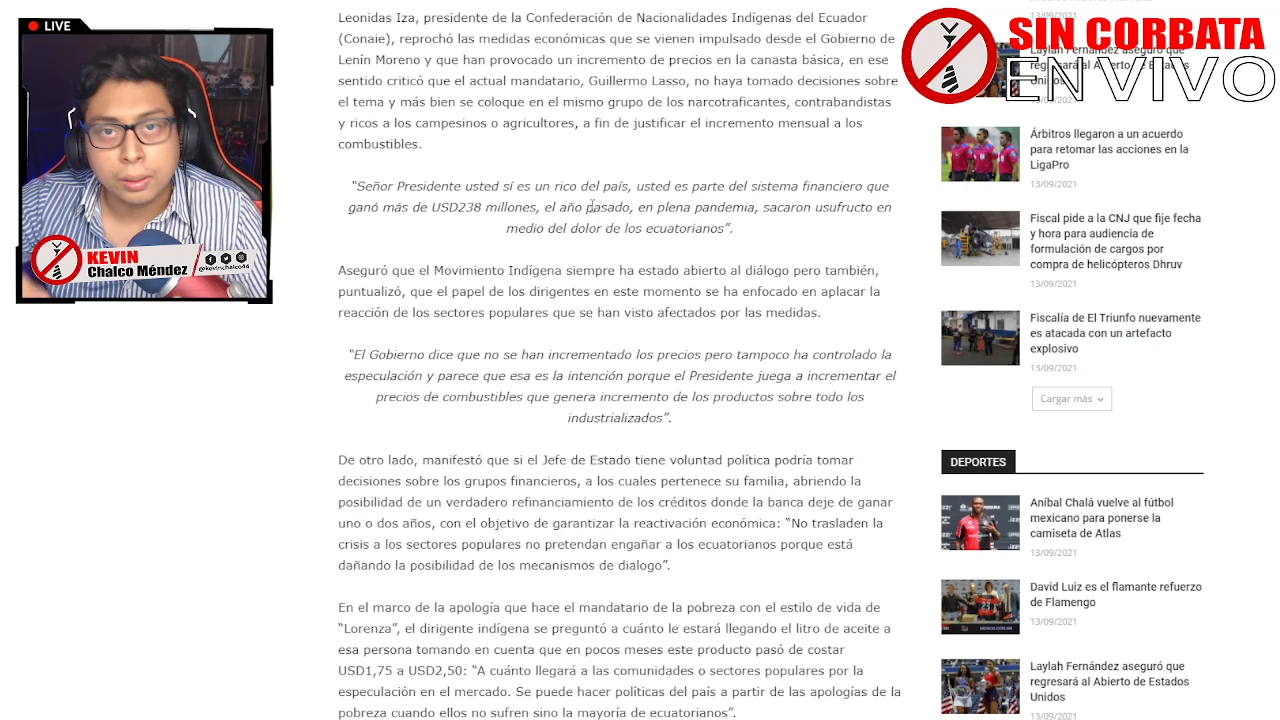 LIVE
KEVIN
Chalco Méndez
@kevinchalco44
SIN CORBATA
EN VIVO
Leonidas Iza, presidente de la Confederación de Nacionalidades Indígenas del Ecuador
(Conaie), reprochó las medidas económicas que se vienen impulsado desde el Gobierno de
Lenín Moreno y que han provocado un incremento de precios en la canasta básica, en ese
sentido criticó que el actual mandatario, Guillermo Lasso, no haya tomado decisiones sobre
el tema y más bien se coloque en el mismo grupo de los narcotraficantes, contrabandistas
y ricos a los campesinos o agricultores, a fin de justificar el incremento mensual a los
combustibles.
“Señor Presidente usted sí es un rico del país, usted es parte del sistema financiero que
ganó más de USD238 millones, el año pasado, en plena pandemia, sacaron usufructo en
medio del dolor de los ecuatorianos”.
Aseguró que el Movimiento Indígena siempre ha estado abierto al diálogo pero también,
puntualizó, que el papel de los dirigentes en este momento se ha enfocado en aplacar la
reacción de los sectores populares que se han visto afectados por las medidas.
“El Gobierno dice que no se han incrementado los precios pero tampoco ha controlado la
especulación y parece que esa es la intención porque el Presidente juega a incrementar el
precios de combustibles que genera incremento de los productos sobre todo los
industrializados”.
De otro lado, manifestó que si el Jefe de Estado tiene voluntad política podría tomar
decisiones sobre los grupos financieros, a los cuales pertenece su familia, abriendo la
posibilidad de un verdadero refinanciamiento de los créditos donde la banca deje de ganar
uno o dos años, con el objetivo de garantizar la reactivación económica: “No trasladen la
crisis a los sectores populares no pretendan engañar a los ecuatorianos porque está
cerrando la posibilidad de los mecanismos de dialogo”.
En el marco de la apología que hace el mandatario de la pobreza con el estilo de vida de
“Lorenza”, el dirigente indígena se preguntó a cuánto le estaría llegando el litro de aceite a
esa persona tomando en cuenta que en pocos meses este producto pasó de costar
USD1,75 a USD2,50: “A cuánto llegará a las comunidades o sectores populares por la
especulación en el mercado. Se puede hacer políticas del país a partir de las apologías de la
pobreza cuando ellos no sufren sino la mayoría de ecuatorianos”.
13/09/2021
Laylah Fernández aseguró que
regresará al Abierto de Estados
Unidos
13/09/2021
Árbitros llegaron a un acuerdo
para retomar las acciones en la
LigaPro
13/09/2021
Fiscal pide a la CNJ que fije fecha
y hora para audiencia de
formulación de cargos por
compra de helicópteros Dhruv
13/09/2021
Fiscalía de El Triunfo nuevamente
es atacada con un artefacto
explosivo
13/09/2021
Cargar más
DEPORTES
Aníbal Chalá vuelve al fútbol
mexicano para ponerse la
camiseta de Atlas
13/09/2021
David Luiz es el flamante refuerzo
de Flamengo
13/09/2021
Laylah Fernández aseguró que
regresará al Abierto de Estados
Unidos
13/09/2021